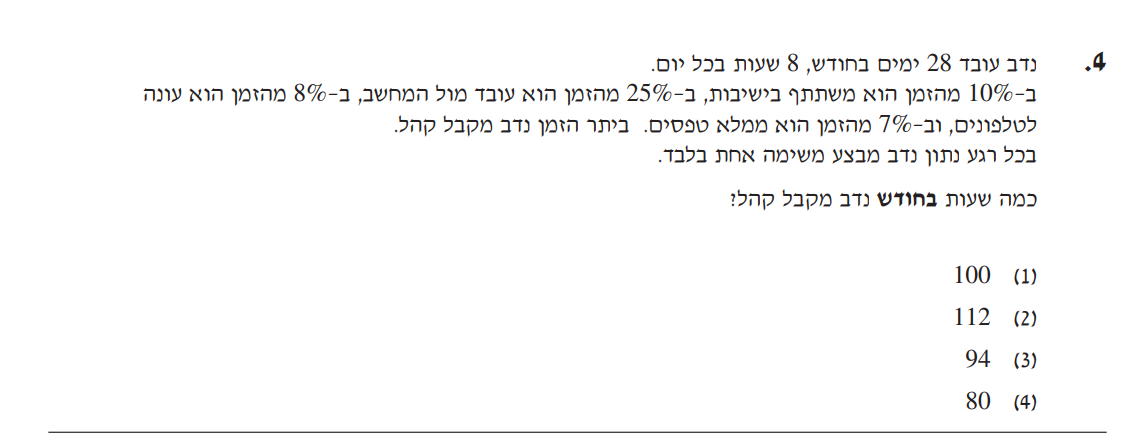 4. נדב עובד 28 ימים בחודש, 8 שעות בכל יום.
ב-10% מהזמן הוא משתתף בישיבות, ב-25% מהזמן הוא עובד מול המחשב, ב-8% מהזמן הוא עונה
לטלפונים, וב-7% מהזמן הוא ממלא טפסים. ביתר הזמן נדב מקבל קהל.
בכל רגע נתון נדב מבצע משימה אחת בלבד.
כמה שעות בחודש נדב מקבל קהל?
(1) 100
(2) 112
(3) 94
(4) 80